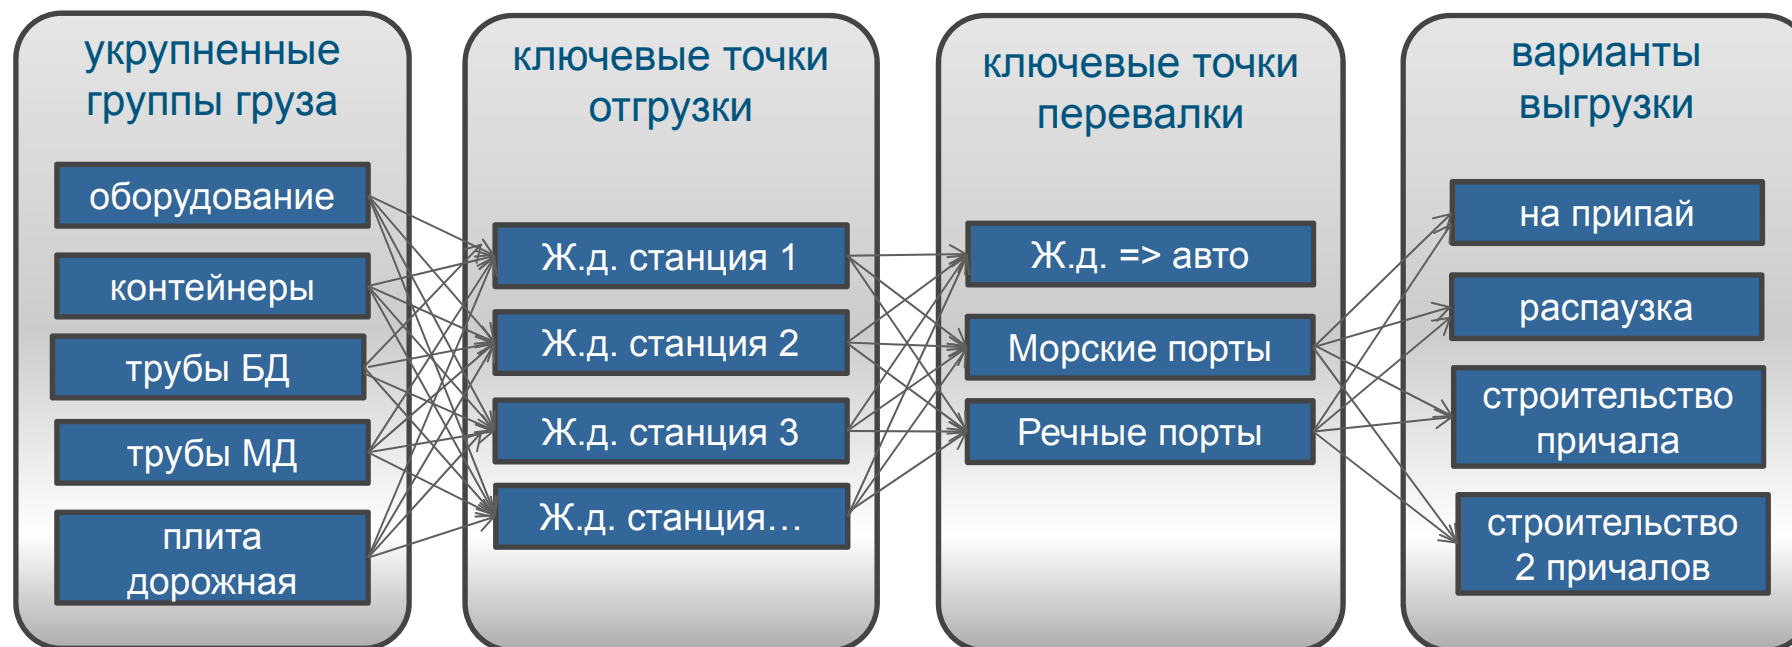 укрупненные
группы груза
оборудование
контейнеры
трубы БД
трубы МД
плита
дорожная
ключевые точки
отгрузки
Ж.д. станция 1
Ж.д. станция 2
Ж.д. станция 3
Ж.д. станция…
ключевые точки
перевалки
Ж.д. => авто
Морские порты
Речные порты
варианты
выгрузки
на припай
распаузка
строительство
причала
строительство
2 причалов